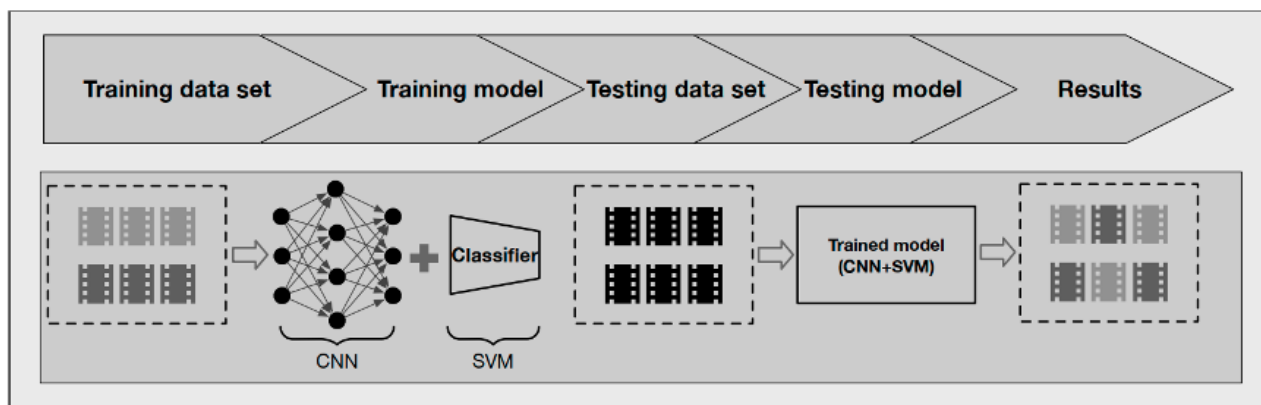 Training data set
Training model
Testing data set
Testing model
Results
Classifier
Trained model
(CNN+SVM)
CNN
SVM